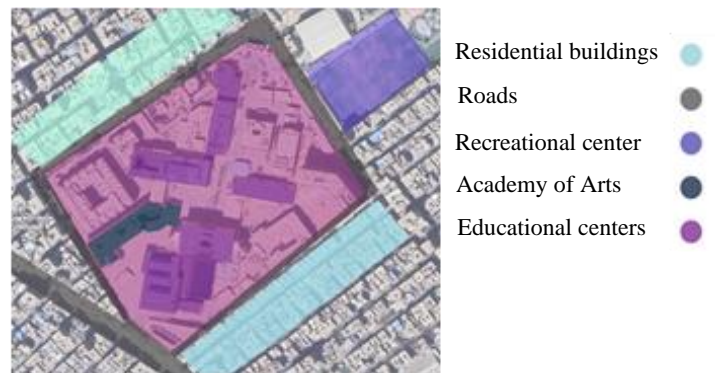 Residential buildings
Roads
Recreational center
Academy of Arts
Educational centers